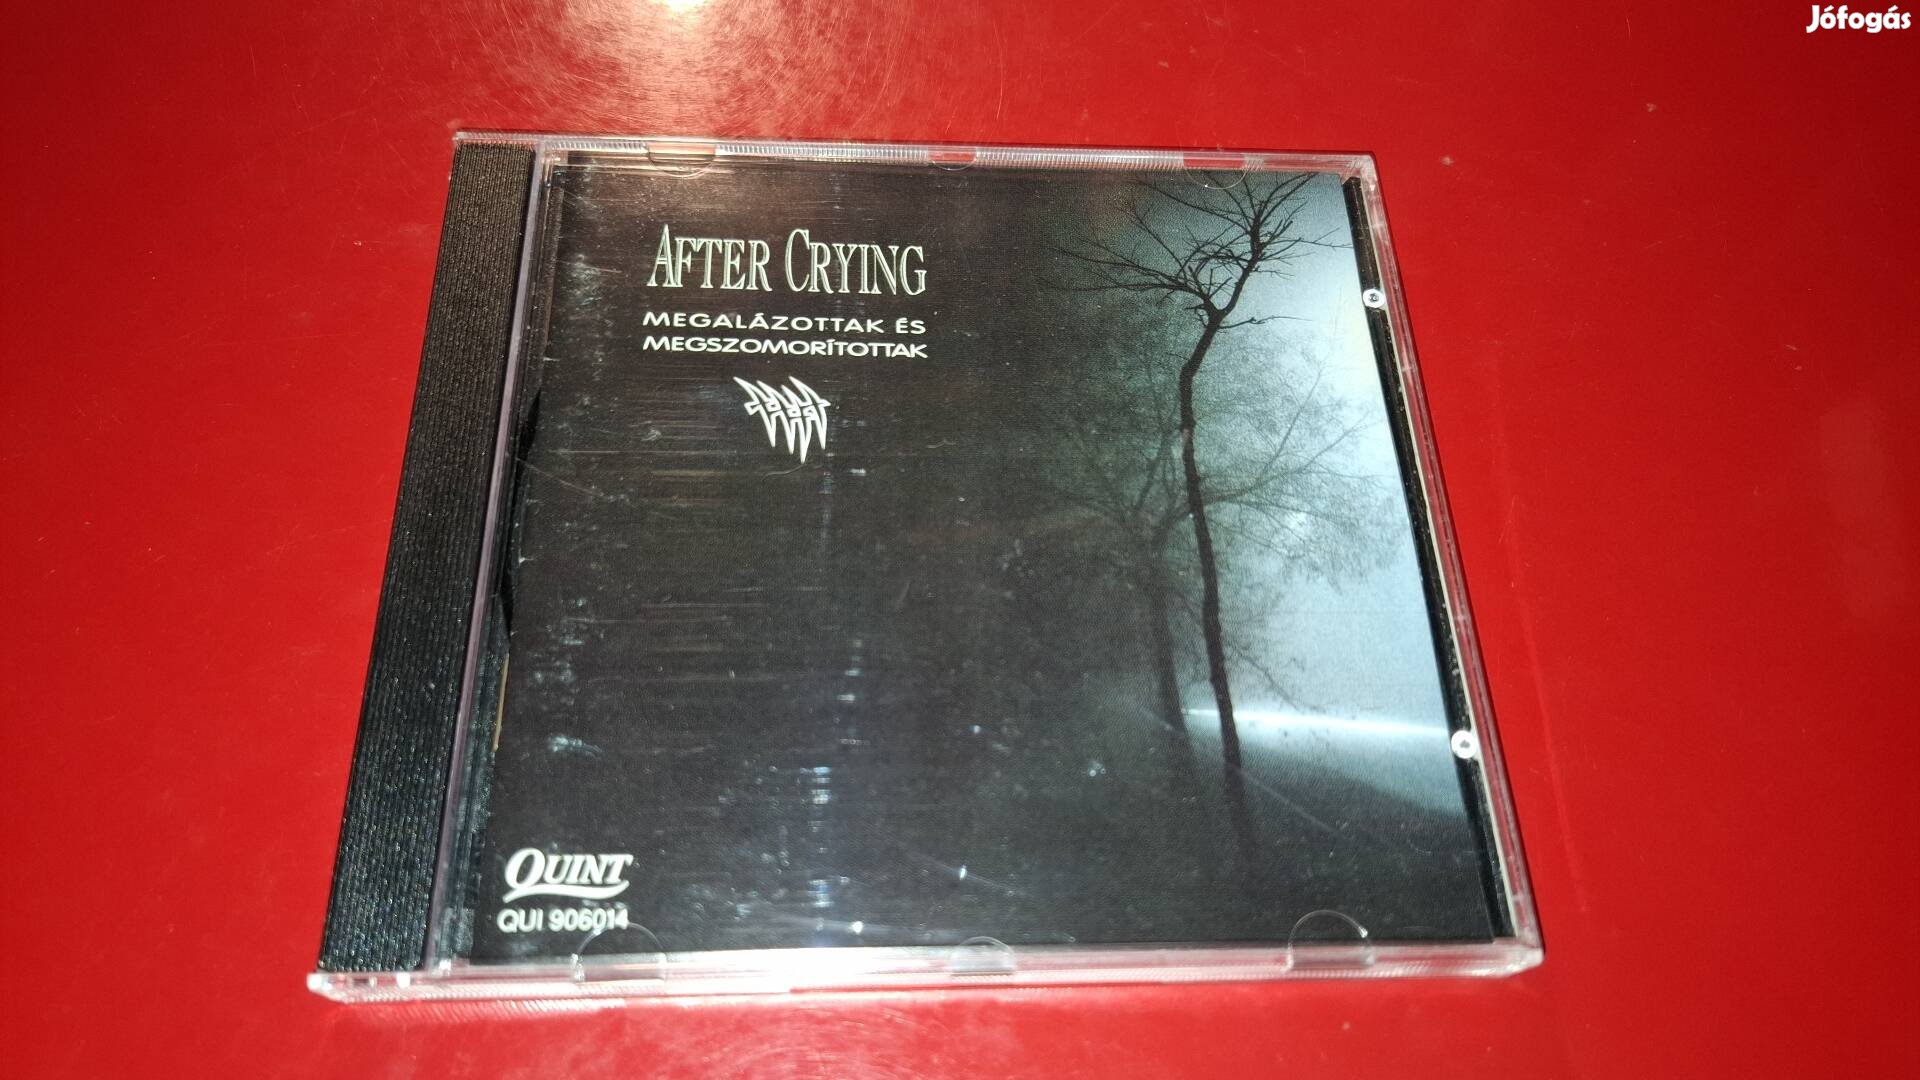 Jófogás
AFTER CRYING
MEGALÁZOTTAK ÉS
MEGSZOMORÍTOTTAK
QUINT
QUI 906014